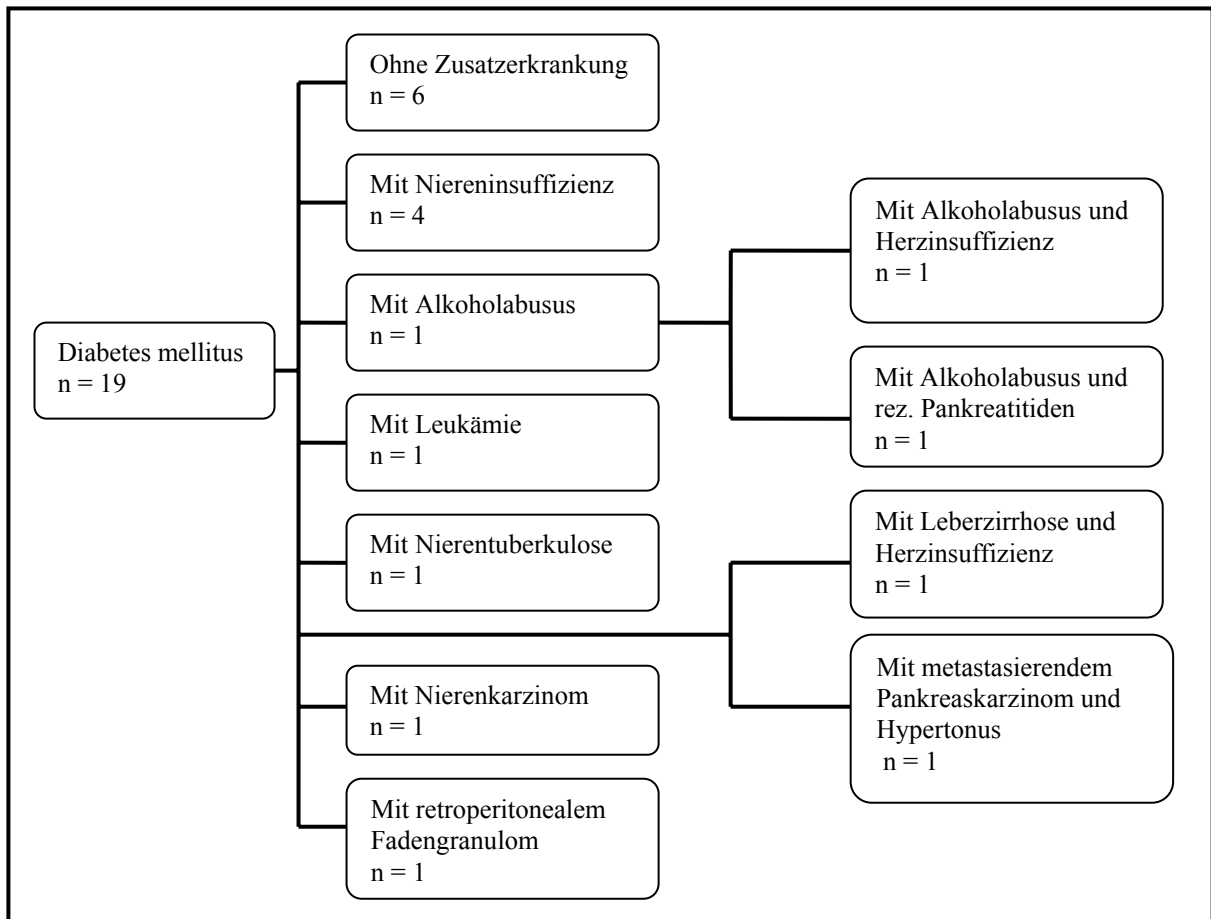 Diabetes mellitus
n = 19
Ohne Zusatzerkrankung
n = 6
Mit Niereninsuffizienz
n = 4
Mit Alkoholabusus
n = 1
Mit Alkoholabusus und
Herzinsuffizienz
n = 1
Mit Alkoholabusus und
rez. Pankreatitiden
n = 1
Mit Leukämie
n = 1
Mit Nierentuberkulose
n = 1
Mit Leberzirrhose und
Herzinsuffizienz
n = 1
Mit metastasierendem
Pankreaskarzinom und
Hypertonus
n = 1
Mit Nierenkarzinom
n = 1
Mit retroperitonealem
Fadengranulom
n = 1